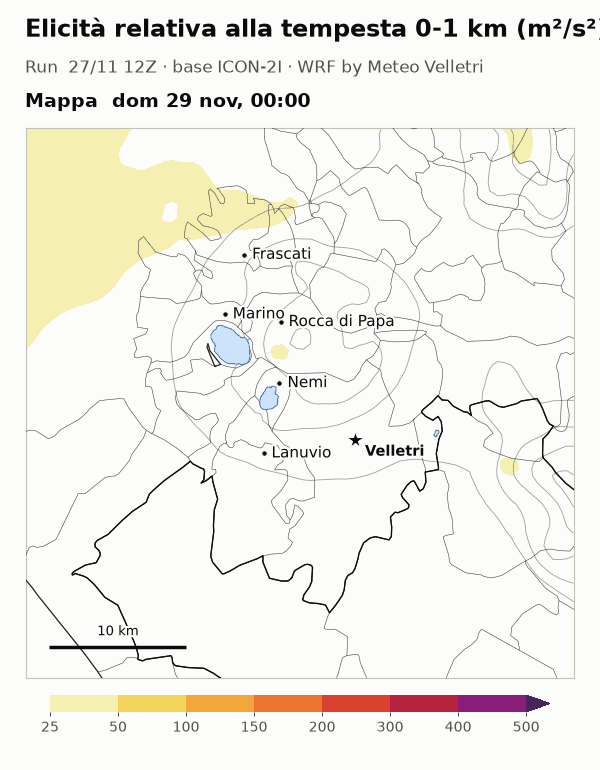 Elicità relativa alla tempesta 0-1 km (m²/s²)
Run 27/11 12Z · base ICON-2I · WRF by Meteo Velletri
Mappa dom 29 nov, 00:00
Frascati
Marino
Rocca di Papa
Nemi
Lanuvio
Velletri
10 km
25 50 100 150 200 300 400 500